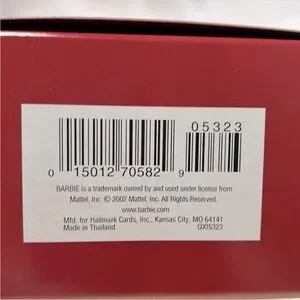 05323
0 15012 70582 9
BARBIE is a trademark owned by and used under license from
Mattel, Inc. © 2002 Mattel, Inc. All Rights Reserved.
www.barbie.com
Mfd. for Hallmark Cards, Inc., Kansas City, MO 64141
Made in Thailand QXI5323